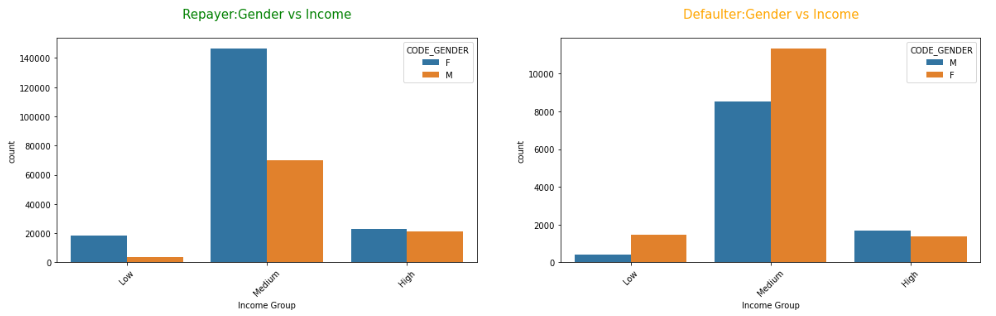 Repayer:Gender vs Income
CODE_GENDER
F
M
140000
120000
100000
80000
60000
40000
20000
0
count
Low
Medium
High
Income Group
Defaulter:Gender vs Income
CODE_GENDER
M
F
10000
8000
6000
4000
2000
0
count
Low
Medium
High
Income Group